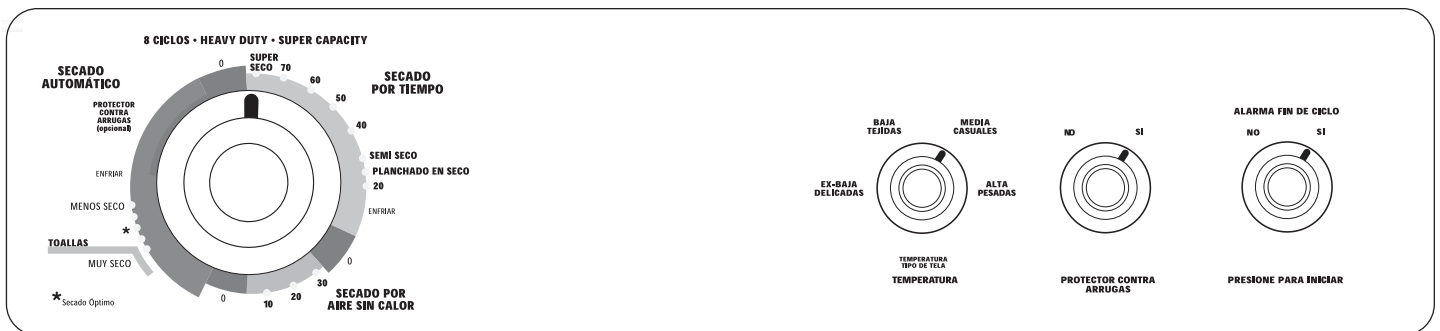 8 CICLOS • HEAVY DUTY • SUPER CAPACITY
SECADO
AUTOMÁTICO
PROTECTOR
CONTRA
ARRUGAS
(opcional)
ENFRIAR
MENOS SECO
*
TOALLAS
MUY SECO
*Secado Óptimo
0
SUPER
SECO
70
60
50
40
SEMI SECO
PLANCHADO EN SECO
20
ENFRIAR
0
SECADO
POR TIEMPO
30
20
10
0
SECADO POR
AIRE SIN CALOR
BAJA
TEJÍDAS
MEDIA
CASUALES
EX-BAJA
DELICADAS
ALTA
PESADAS
TEMPERATURA
TIPO DE TELA
TEMPERATURA
NO
SÍ
PROTECTOR CONTRA
ARRUGAS
ALARMA FIN DE CICLO
NO
SÍ
PRESIONE PARA INICIAR